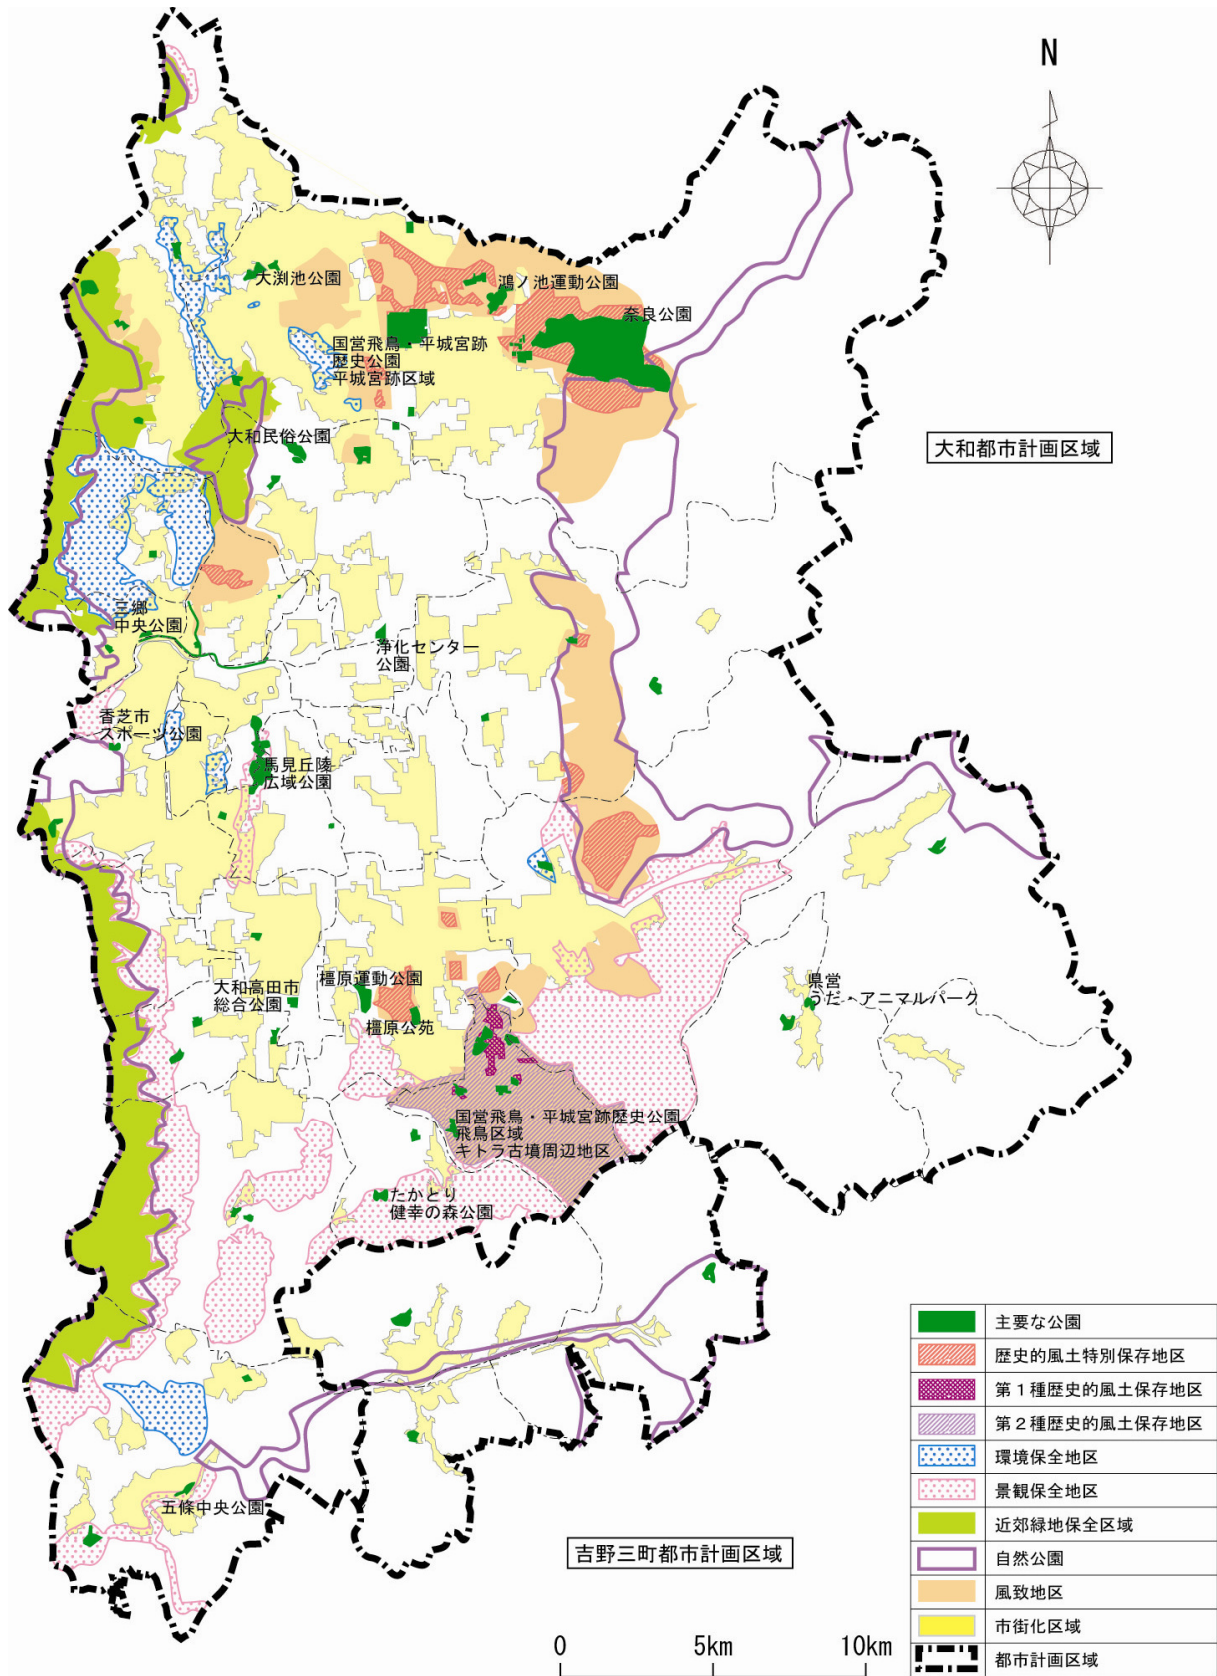 N
大渕池公園
鴻ノ池運動公園
奈良公園
国営飛鳥・平城宮跡
歴史公園
平城宮跡区域
大和民俗公園
大和都市計画区域
三郷
中央公園
浄化センター
公園
香芝市
スポーツ公園
馬見丘陵
広域公園
大和高田市
総合公園
橿原運動公園
橿原公苑
県営
うだ・アニマルパーク
国営飛鳥・平城宮跡歴史公園
飛鳥区域
キトラ古墳周辺地区
たかとり
健幸の森公園
五條中央公園
吉野三町都市計画区域
主要な公園
歴史的風土特別保存地区
第1種歴史的風土保存地区
第2種歴史的風土保存地区
環境保全地区
景観保全地区
近郊緑地保全区域
自然公園
風致地区
市街化区域
都市計画区域
0 5km 10km